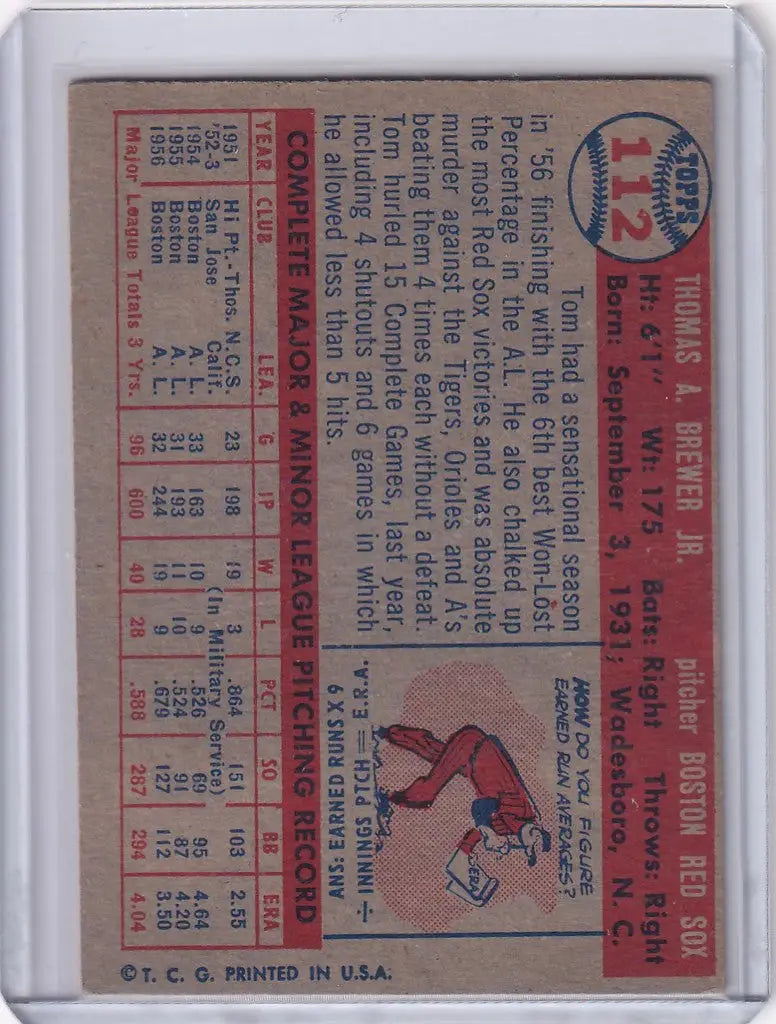 TOPPS
112
THOMAS A. BREWER JR. pitcher BOSTON RED SOX
Ht: 6'1" Wt: 175 Bats: Right Throws: Right
Born: September 3, 1931; Wadesboro, N. C.
Tom had a sensational season
in '56 finishing with the 6th best Won-Lost
Percentage in the A.L. He also chalked up
the most Red Sox victories and was absolute
murder against the Tigers, Orioles and A's
beating them 4 times each without a defeat.
Tom hurled 15 Complete Games, last year,
including 4 shutouts and 6 games in which
he allowed less than 5 hits.
HOW DO YOU FIGURE
EARNED RUN AVERAGES?
ERA
ANS: EARNED RUNS X 9
÷ INNINGS PITCH = E.R.A.
COMPLETE MAJOR & MINOR LEAGUE PITCHING RECORD
YEAR CLUB LEA. G IP W L PCT SO BB ERA
1951 Hi Pt.-Thos. N.C.S. 23 198 19 3 .864 151 103 2.55
'52-3 San Jose Calif. (In Military Service)
1954 Boston A. L. 33 163 10 9 .526 69 95 4.64
1955 Boston A. L. 31 193 11 10 .524 91 87 4.20
1956 Boston A. L. 32 244 19 9 .679 127 112 3.50
Major League Totals 3 Yrs. 96 600 40 28 .588 287 294 4.04
© T. C. G. PRINTED IN U.S.A.